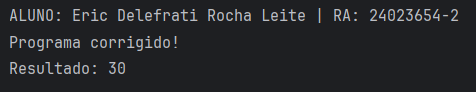 ALUNO: Eric Delefrati Rocha Leite | RA: 24023654-2
Programa corrigido!
Resultado: 30